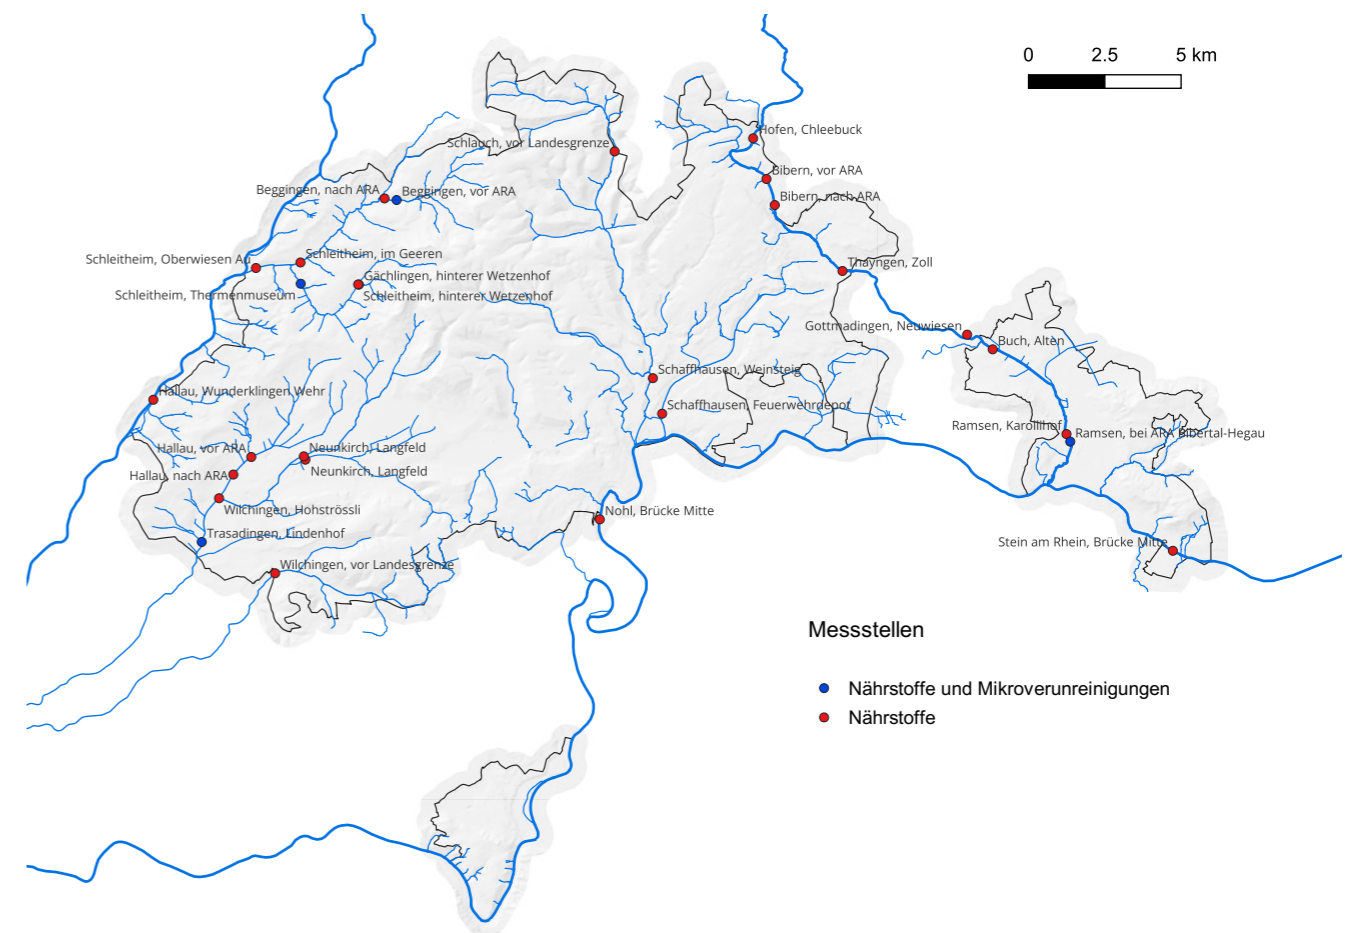 0 2.5 5 km
Hofen, Chleebuck
Schlauch, vor Landesgrenze
Bibern, vor ARA
Beggingen, nach ARA
Beggingen, vor ARA
Bibern, nach ARA
Schleitheim, Oberwiesen Au
Schleitheim, im Geeren
Thayngen, Zoll
Gächlingen, hinterer Wetzenhof
Schleitheim, Thermenmuseum
Schleitheim, hinterer Wetzenhof
Gottmadingen, Neuwiesen
Buch, Alten
Schaffhausen, Weinsteig
Hallau, Wunderklingen Wehr
Schaffhausen, Feuerwehrdepot
Ramsen, Karollihof
Ramsen, bei ARA Bibertal-Hegau
Hallau, vor ARA
Neunkirch, Langfeld
Neunkirch, Langfeld
Hallau, nach ARA
Wilchingen, Hohströssli
Nohl, Brücke Mitte
Trasadingen, Lindenhof
Stein am Rhein, Brücke Mitte
Wilchingen, vor Landesgrenze
Messstellen
Nährstoffe und Mikroverunreinigungen
Nährstoffe